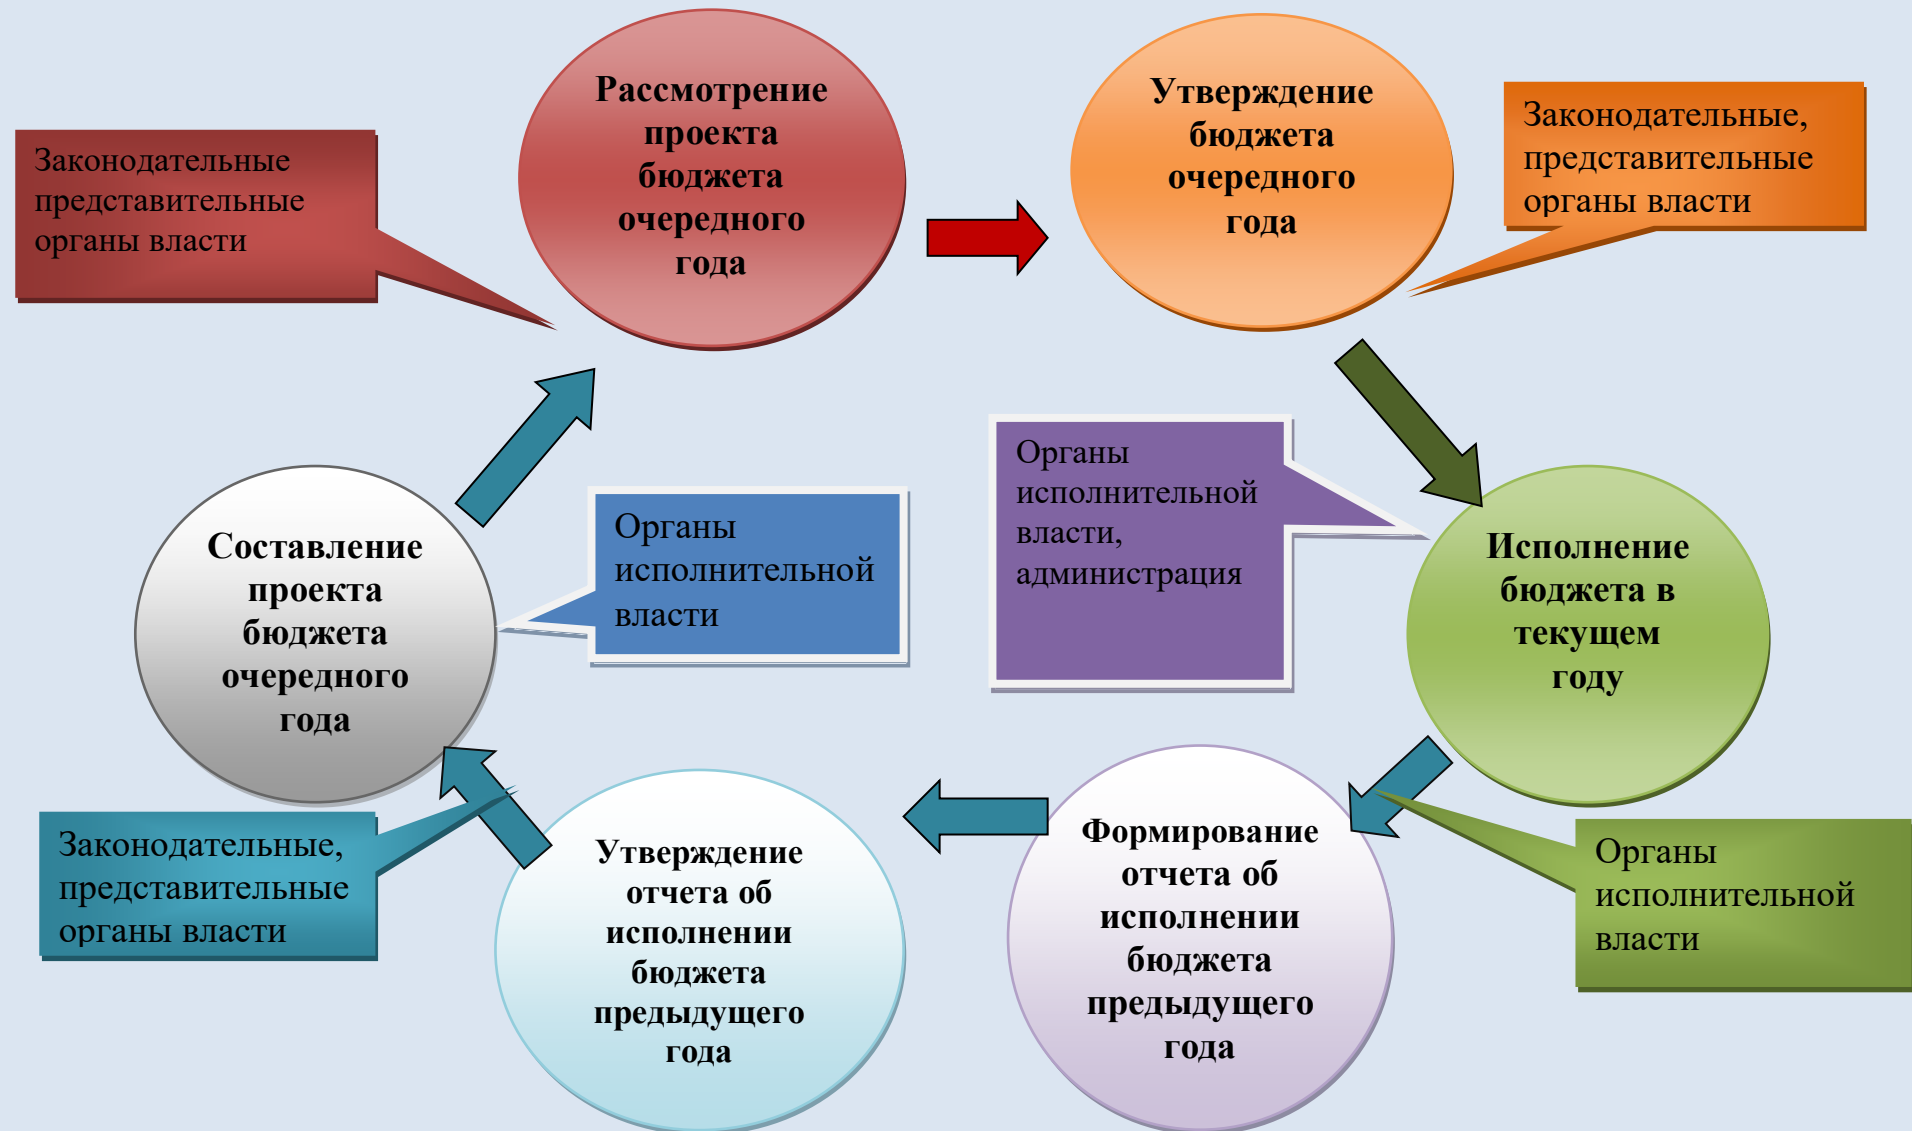 Рассмотрение
проекта
бюджета
очередного
года
Утверждение
бюджета
очередного
года
Законодательные,
представительные
органы власти
Законодательные
представительные
органы власти
Органы
исполнительной
власти,
администрация
Органы
исполнительной
власти
Составление
проекта
бюджета
очередного
года
Исполнение
бюджета в
текущем
году
Законодательные,
представительные
органы власти
Утверждение
отчета об
исполнении
бюджета
предыдущего
года
Формирование
отчета об
исполнении
бюджета
предыдущего
года
Органы
исполнительной
власти